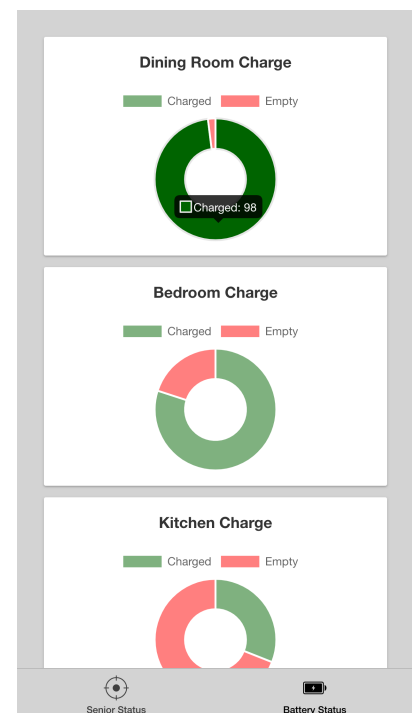 Dining Room Charge
Charged Empty
Charged: 98
Bedroom Charge
Charged Empty
Kitchen Charge
Charged Empty
Senior Status Battery Status